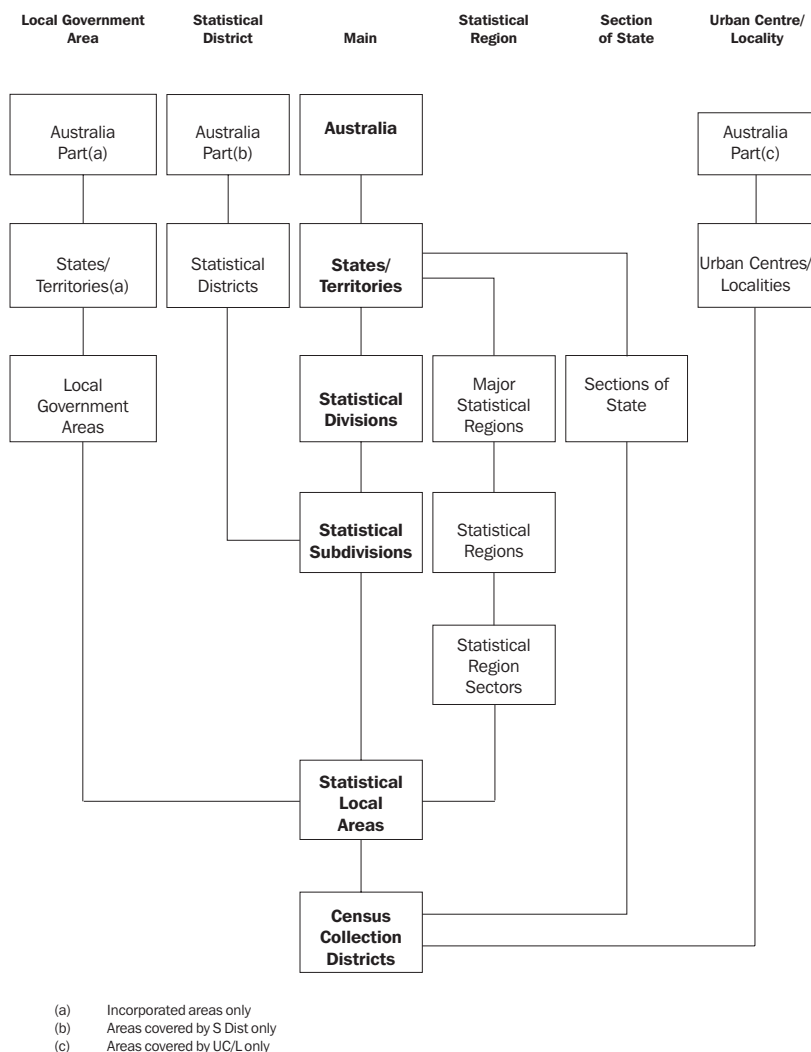 Local Government
Area
Statistical
District
Main
Statistical
Region
Section
of State
Urban Centre/
Locality
Australia
Part(a)
Australia
Part(b)
Australia
Australia
Part(c)
States/
Territories(a)
Statistical
Districts
States/
Territories
Urban Centres/
Localities
Local
Government
Areas
Statistical
Divisions
Major
Statistical
Regions
Sections of
State
Statistical
Subdivisions
Statistical
Regions
Statistical
Region
Sectors
Statistical
Local
Areas
Census
Collection
Districts
(a) Incorporated areas only
(b) Areas covered by S Dist only
(c) Areas covered by UC/L only